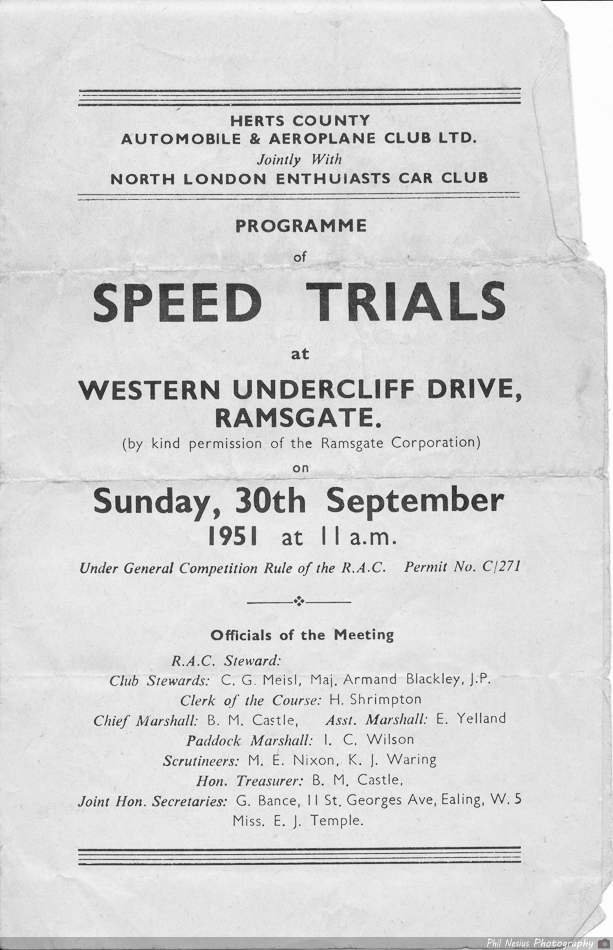 HERTS COUNTY
AUTOMOBILE & AEROPLANE CLUB LTD.
Jointly With
NORTH LONDON ENTHUIASTS CAR CLUB
PROGRAMME
of
SPEED TRIALS
at
WESTERN UNDERCLIFF DRIVE,
RAMSGATE.
(by kind permission of the Ramsgate Corporation)
on
Sunday, 30th September
1951 at 11 a.m.
Under General Competition Rule of the R.A.C. Permit No. C/271
Officials of the Meeting
R.A.C. Steward:
Club Stewards: C. G. Meisl, Maj. Armand Blackley, J.P.
Clerk of the Course: H. Shrimpton
Chief Marshall: B. M. Castle, Asst. Marshall: E. Yelland
Paddock Marshall: I. C. Wilson
Scrutineers: M. E. Nixon, K. J. Waring
Hon. Treasurer: B. M. Castle,
Joint Hon. Secretaries: G. Bance, 11 St. Georges Ave, Ealing, W. 5
Miss. E. J. Temple.
Phil Nesius Photography